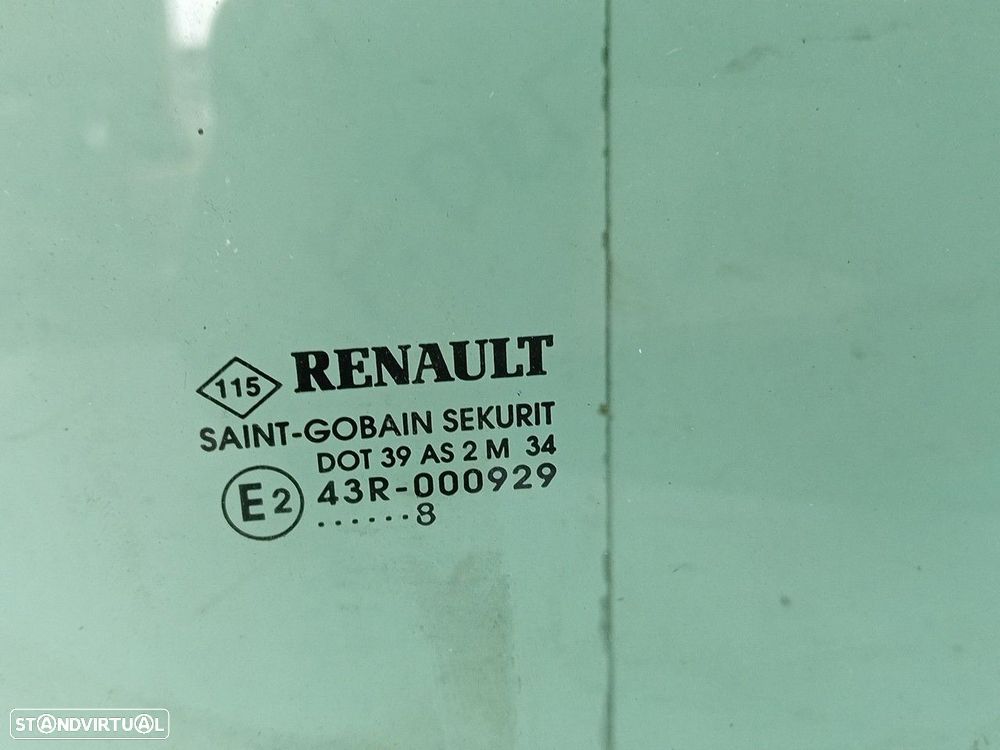 115 RENAULT
SAINT-GOBAIN SEKURIT
DOT 39 AS 2 M 34
E2 43R-000929
......8
STANDVIRTUAL